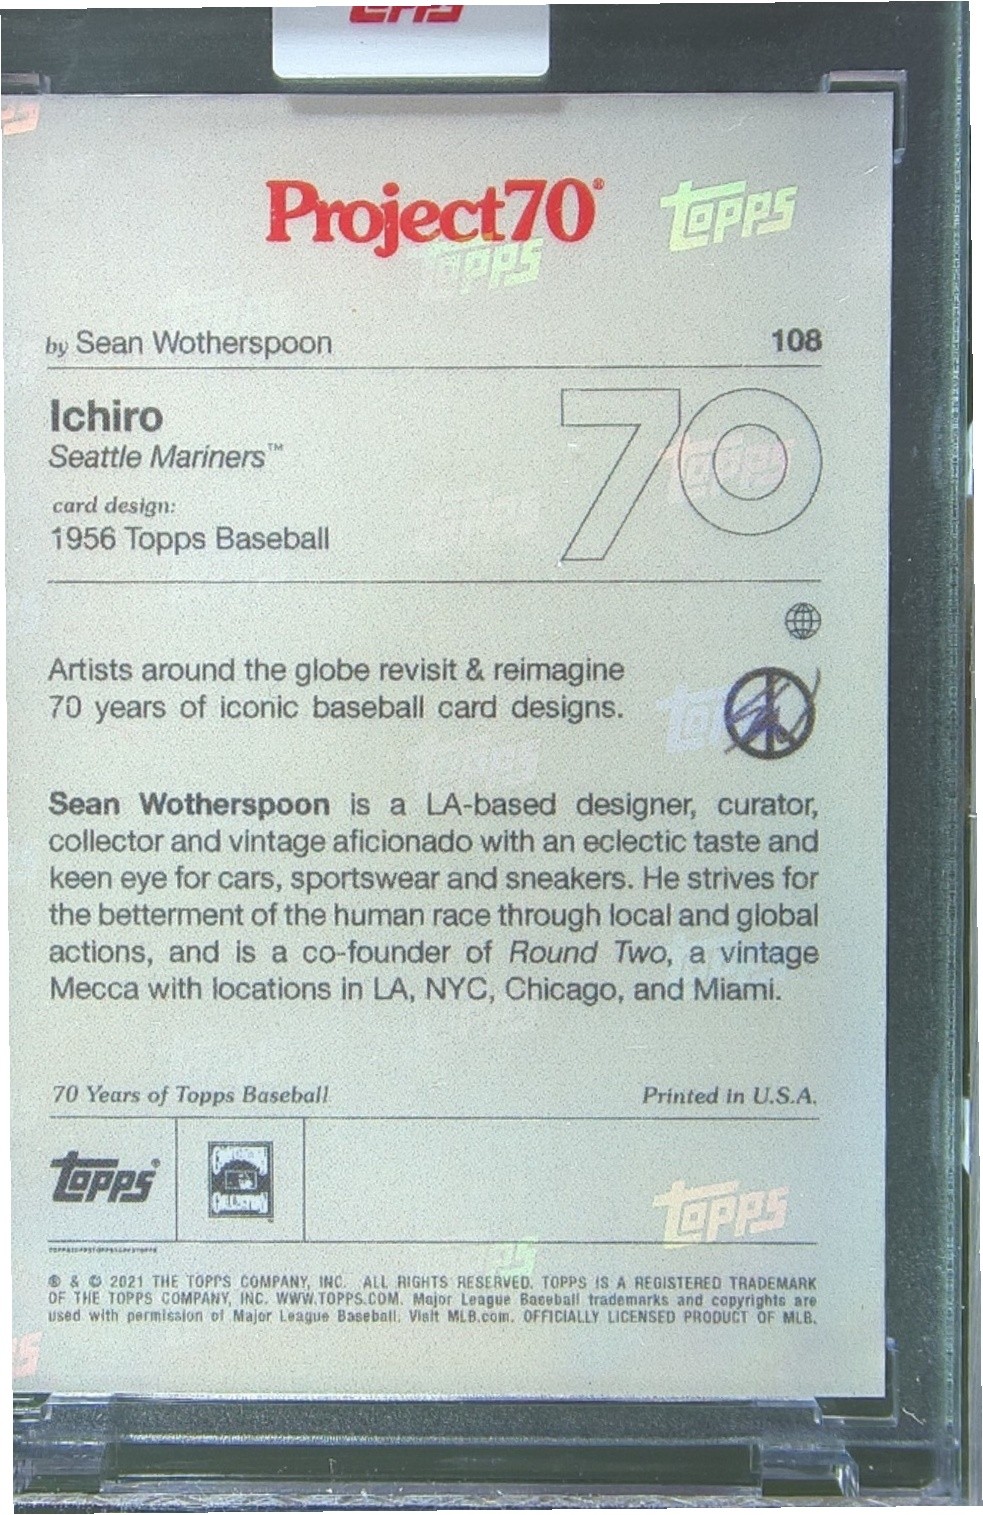 Topps
Project70®
Topps
Topps
by Sean Wotherspoon
108
Ichiro
70
Seattle Mariners™
card design:
1956 Topps Baseball
Artists around the globe revisit & reimagine
70 years of iconic baseball card designs.
Sean Wotherspoon is a LA-based designer, curator,
collector and vintage aficionado with an eclectic taste and
keen eye for cars, sportswear and sneakers. He strives for
the betterment of the human race through local and global
actions, and is a co-founder of Round Two, a vintage
Mecca with locations in LA, NYC, Chicago, and Miami.
70 Years of Topps Baseball
Printed in U.S.A.
Topps®
Topps
® & © 2021 THE TOPPS COMPANY, INC. ALL RIGHTS RESERVED. TOPPS IS A REGISTERED TRADEMARK
OF THE TOPPS COMPANY, INC. WWW.TOPPS.COM. Major League Baseball trademarks and copyrights are
used with permission of Major League Baseball. Visit MLB.com. OFFICIALLY LICENSED PRODUCT OF MLB.